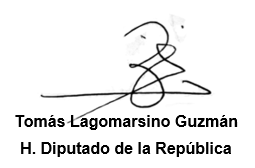 Tomás Lagomarsino Guzmán
H. Diputado de la República